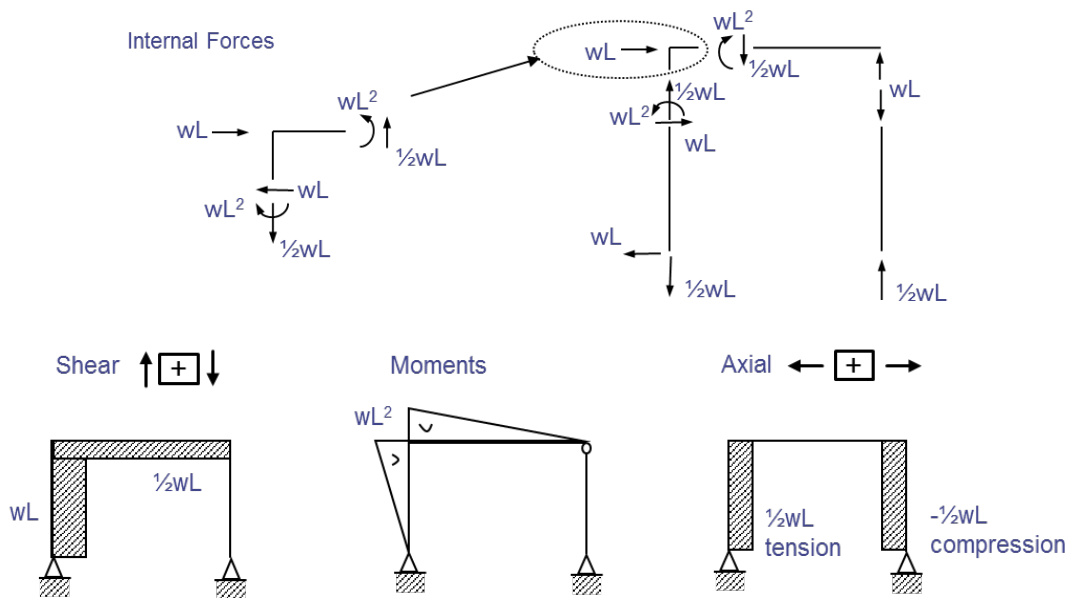 Internal Forces
wL
wL²
½wL
wL
wL²
½wL
wL
wL²
½wL
½wL
wL²
wL
wL
½wL
wL
½wL
Shear
+
½wL
wL
Moments
wL²
Axial
+
½wL
tension
-½wL
compression